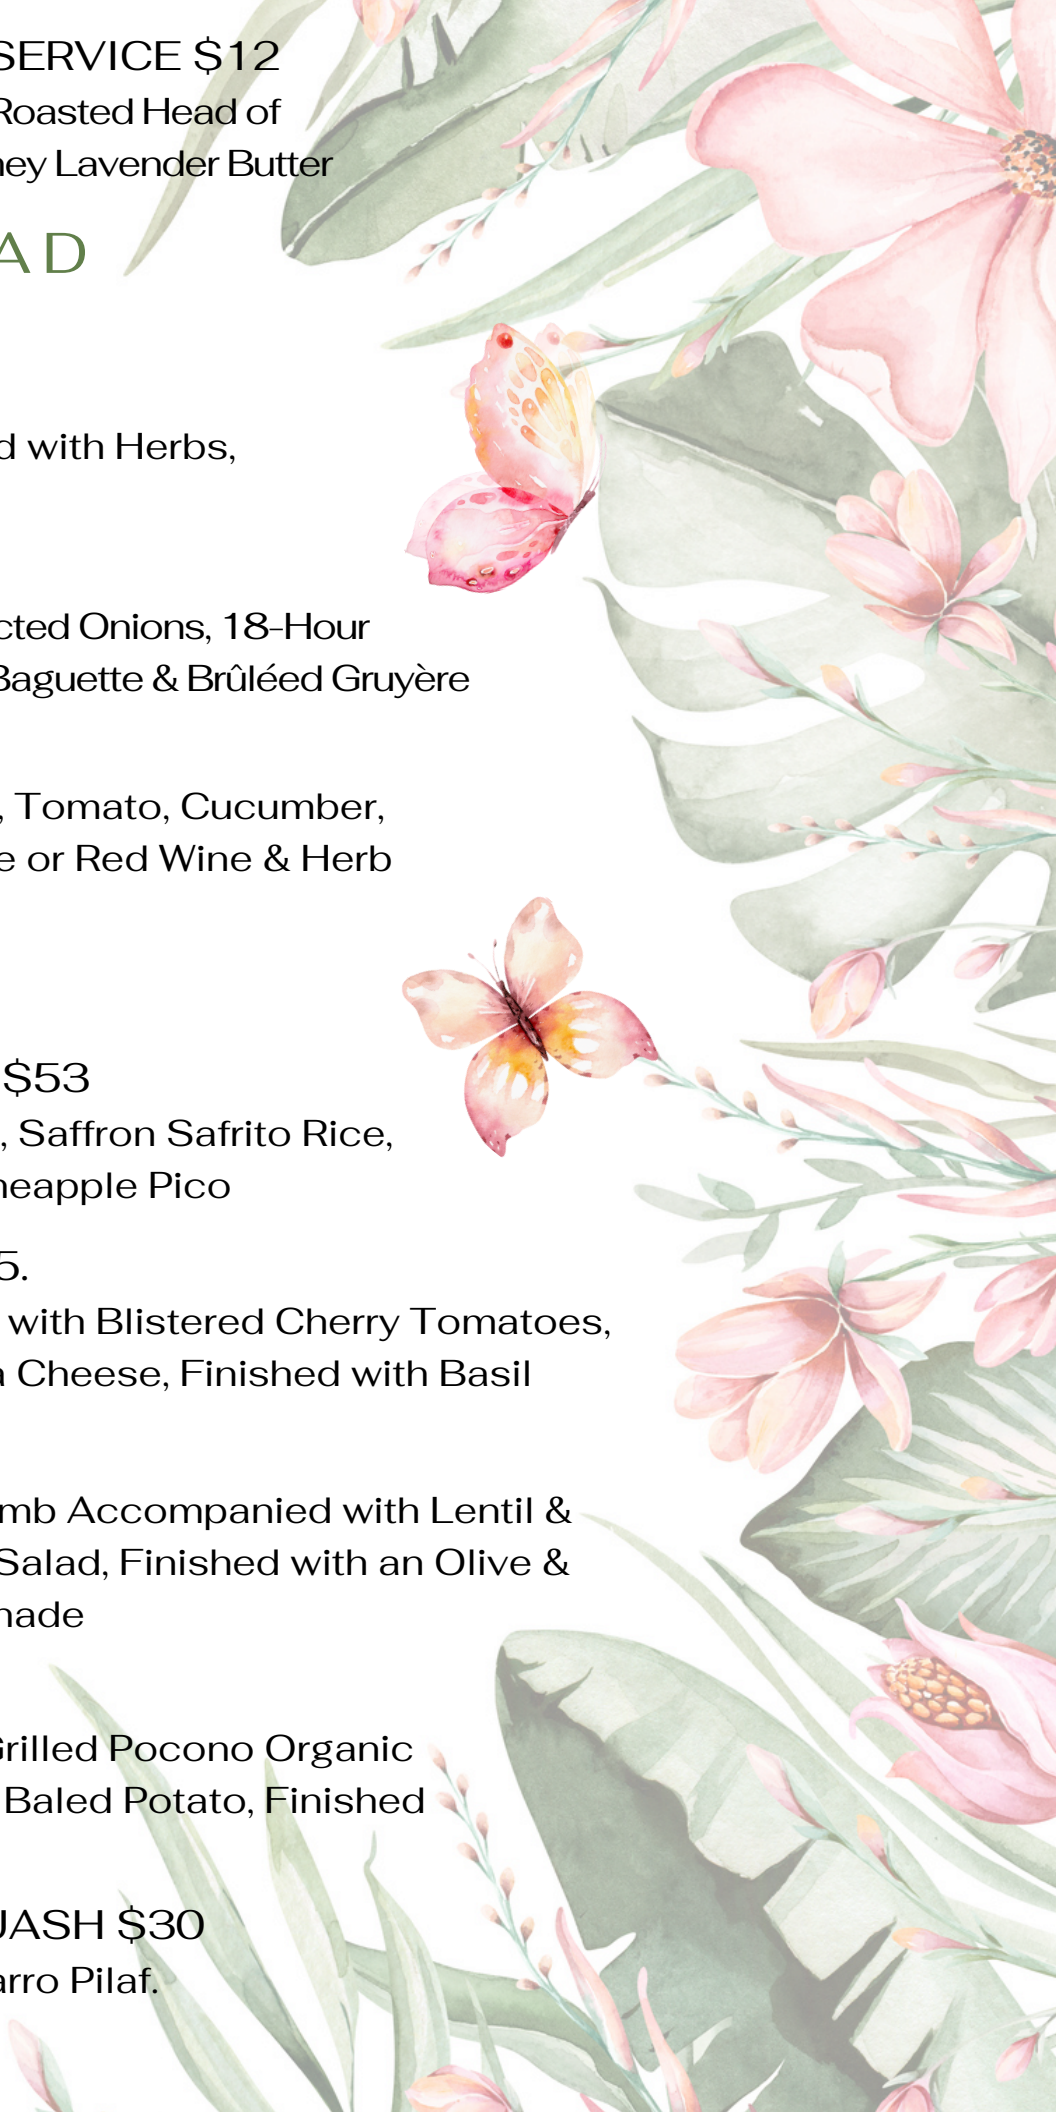 SERVICE $12
Roasted Head of
ney Lavender Butter
AD
d with Herbs,
cted Onions, 18-Hour
Baguette & Brûléed Gruyère
, Tomato, Cucumber,
e or Red Wine & Herb
$53
, Saffron Safrito Rice,
neapple Pico
5.
with Blistered Cherry Tomatoes,
a Cheese, Finished with Basil
mb Accompanied with Lentil &
Salad, Finished with an Olive &
nade
Grilled Pocono Organic
Baled Potato, Finished
UASH $30
arro Pilaf.